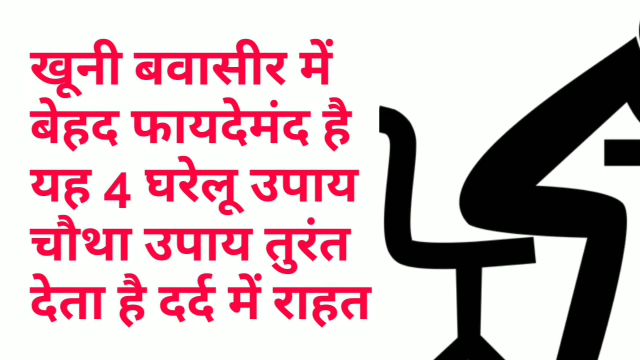 खूनी बवासीर में
बेहद फायदेमंद है
यह 4 घरेलू उपाय
चौथा उपाय तुरंत
देता है दर्द में राहत